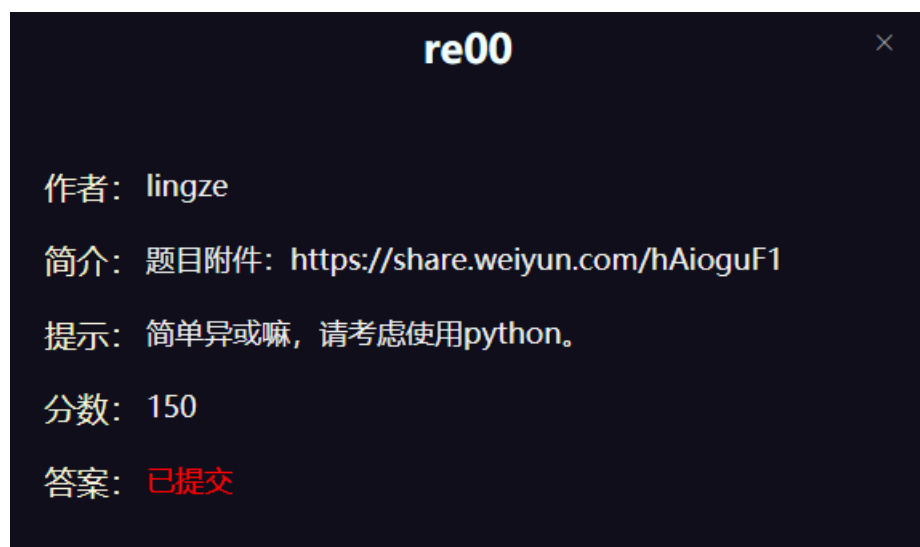 re00
作者: lingze
简介: 题目附件: https://share.weiyun.com/hAioguF1
提示: 简单异或嘛，请考虑使用python。
分数: 150
答案: 已提交